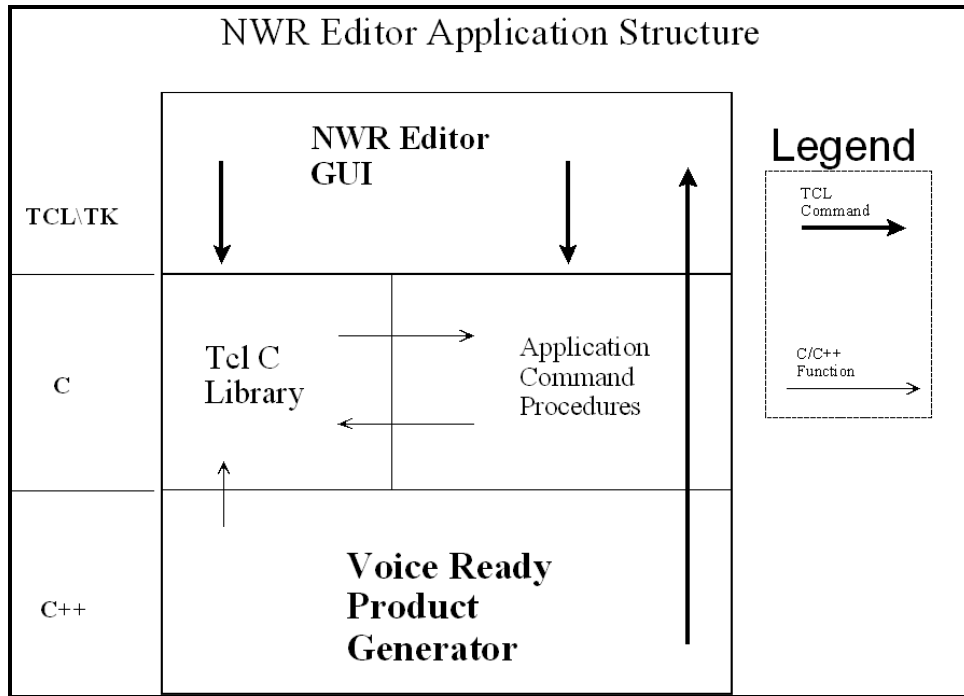 NWR Editor Application Structure
NWR Editor
GUI
Legend
TCL
Command
TCL\TK
Tcl C
Library
Application
Command
Procedures
C/C++
Function
C
Voice Ready
Product
Generator
C++